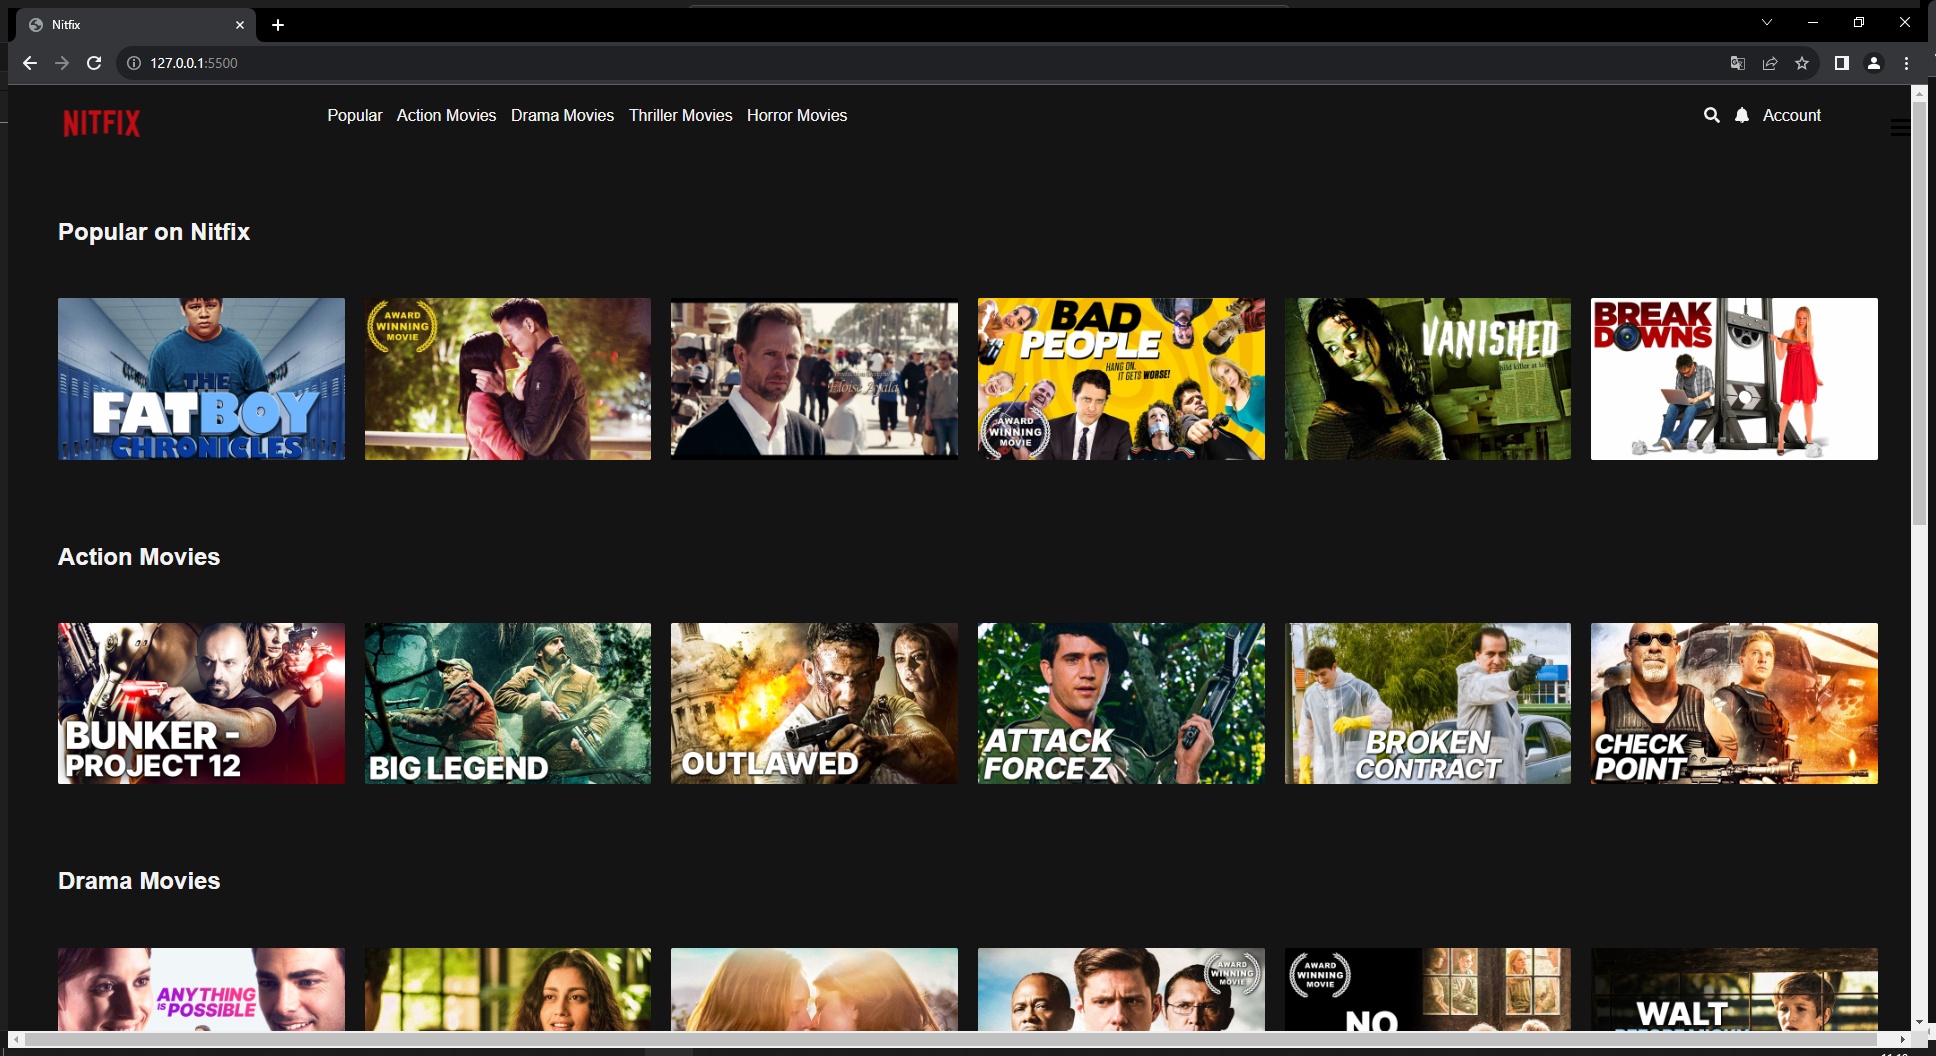 Nitfix
127.0.0.1:5500
NITFIX
Popular Action Movies Drama Movies Thriller Movies Horror Movies
Account
Popular on Nitfix
THE
FATBOY
CHRONICLES
AWARD
WINNING
MOVIE
Eloise Ayala
BAD
PEOPLE
HANG ON.
IT GETS WORSE!
AWARD
WINNING
MOVIE
VANISHED
BREAK
DOWNS
Action Movies
BUNKER -
PROJECT 12
BIG LEGEND
OUTLAWED
ATTACK
FORCE Z
BROKEN
CONTRACT
CHECK
POINT
Drama Movies
ANYTHING
IS POSSIBLE
AWARD
WINNING
MOVIE
AWARD
WINNING
MOVIE
NO
WALT